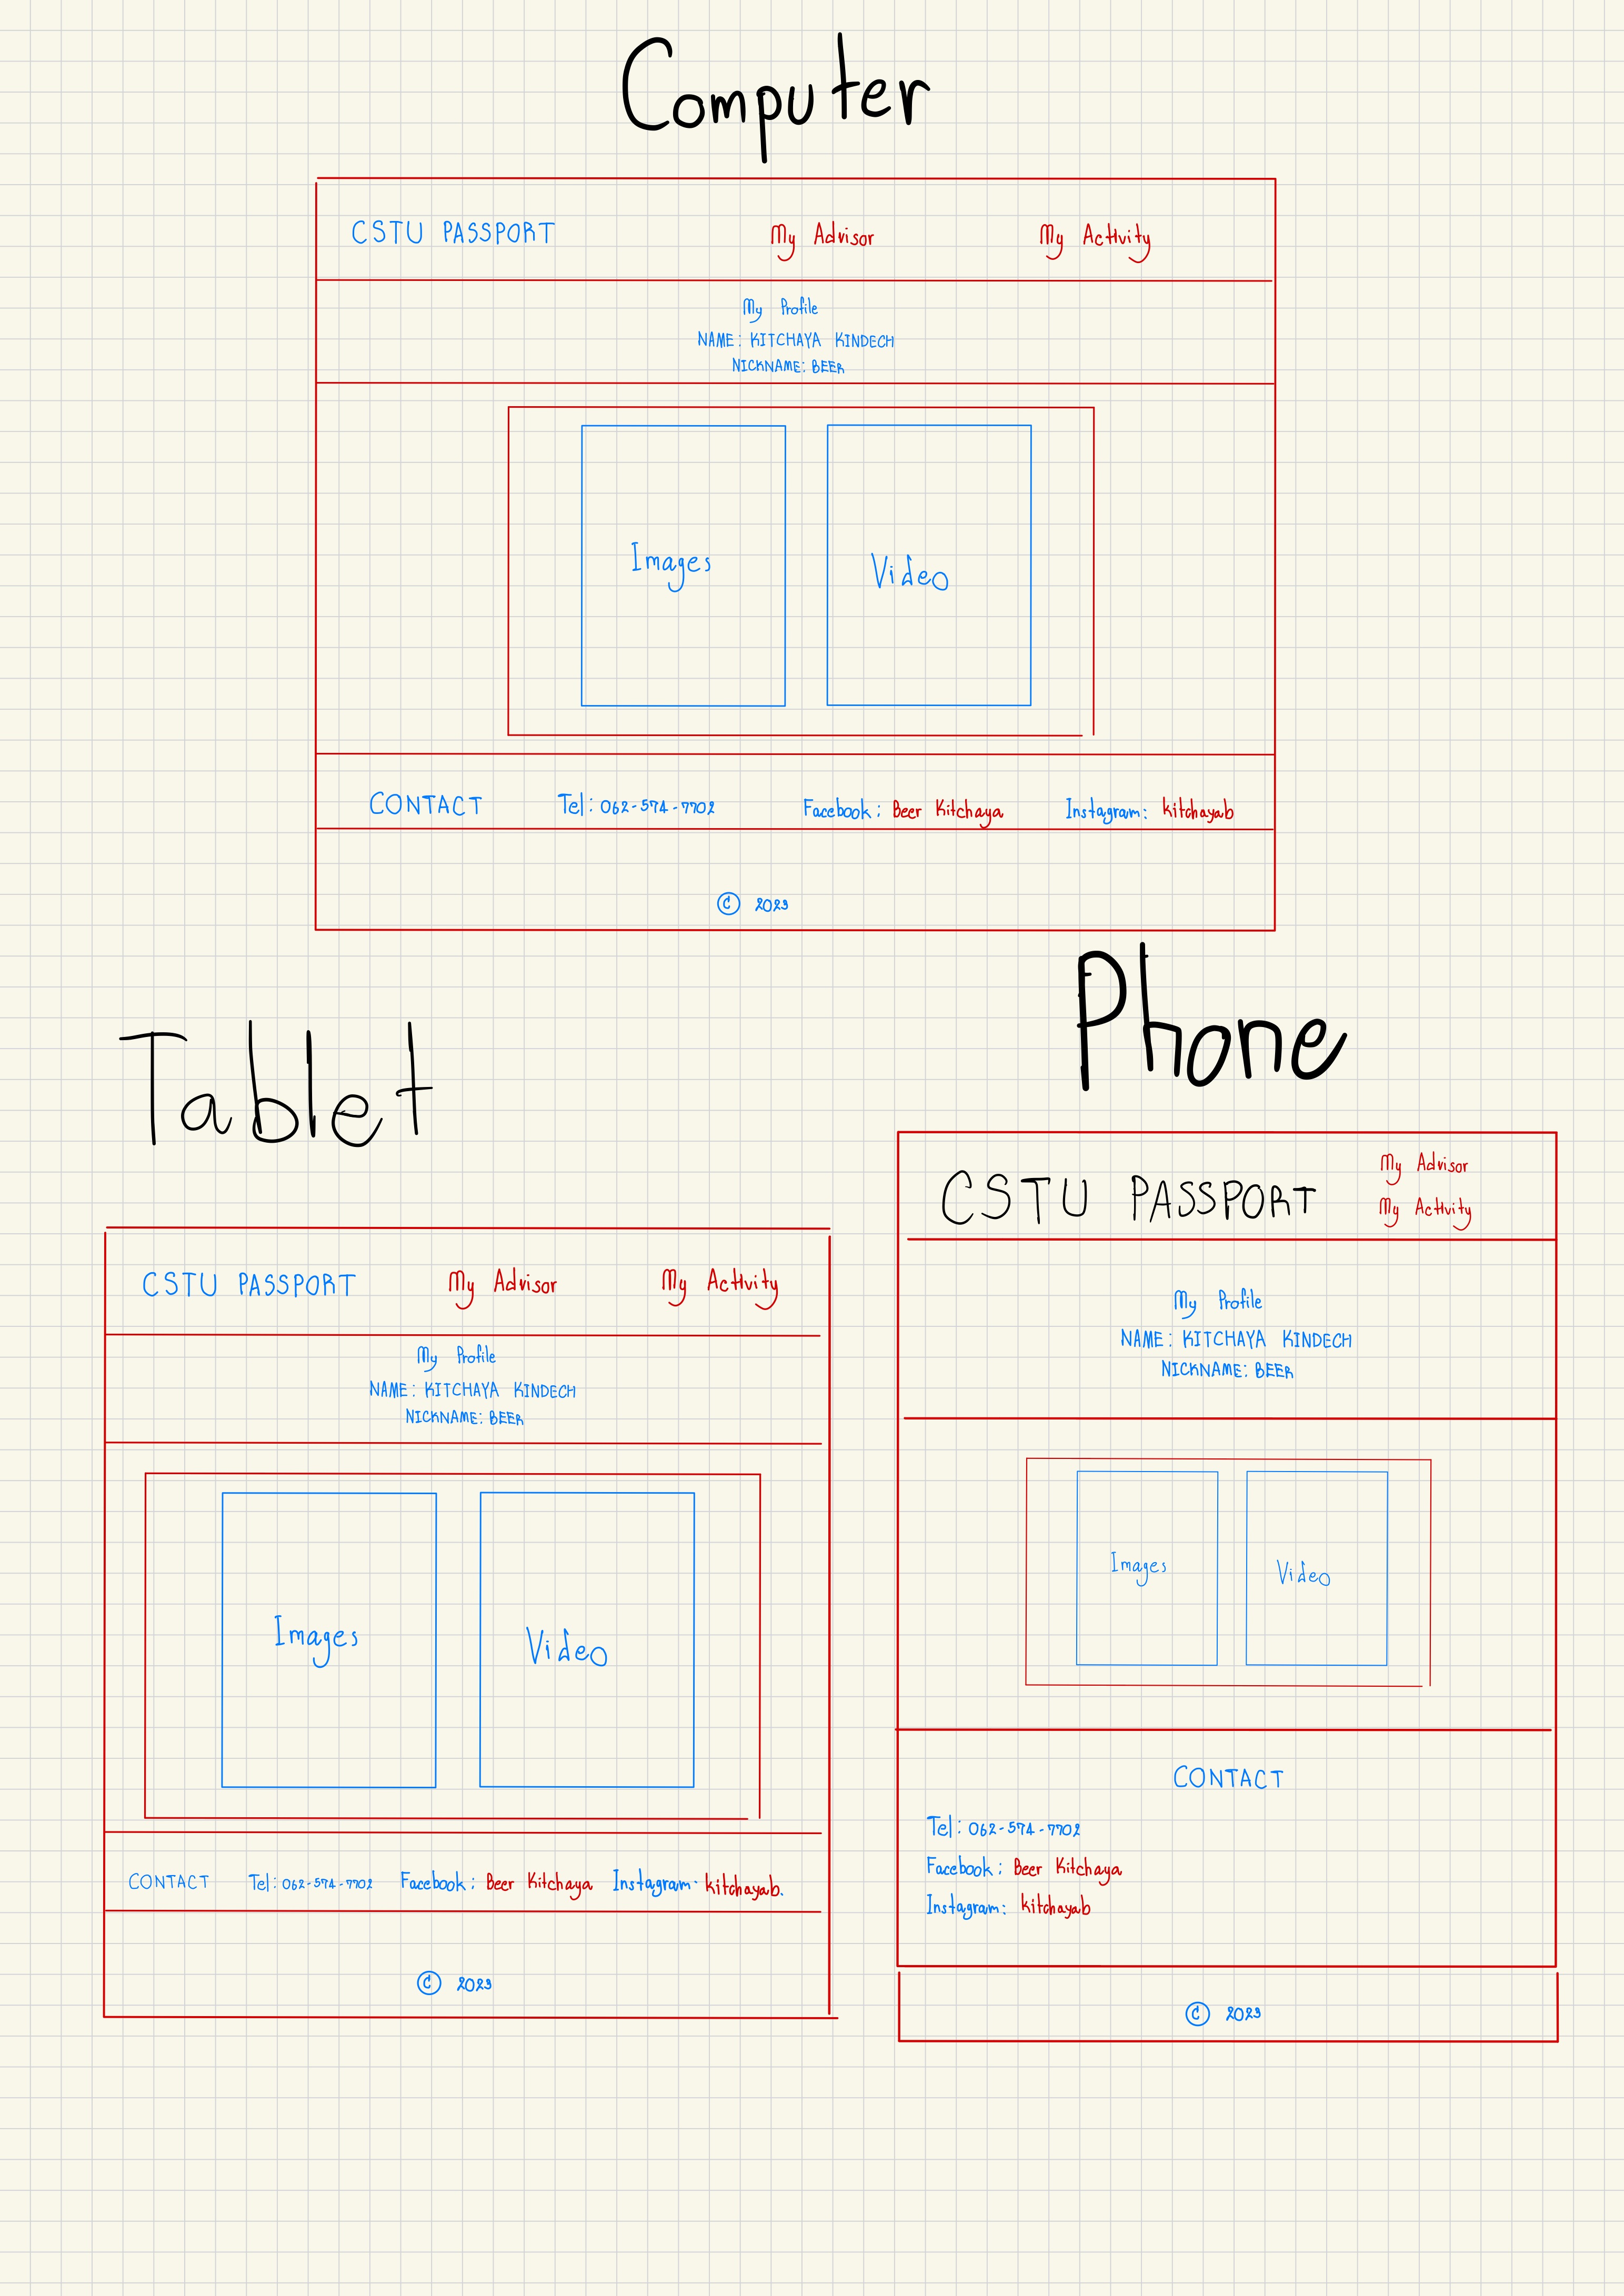 Computer
CSTU PASSPORT My Advisor My Activity
My Profile
NAME: KITCHAYA KINDECH
NICKNAME: BEER
Images Video
CONTACT Tel: 062-574-7702 Facebook: Beer Kitchaya Instagram: kitchayab
© 2023
Tablet
CSTU PASSPORT My Advisor My Activity
My Profile
NAME: KITCHAYA KINDECH
NICKNAME: BEER
Images Video
CONTACT Tel: 062-574-7702 Facebook: Beer Kitchaya Instagram: kitchayab.
© 2023
Phone
CSTU PASSPORT
My Advisor
My Activity
My Profile
NAME: KITCHAYA KINDECH
NICKNAME: BEER
Images Video
CONTACT
Tel: 062-574-7702
Facebook: Beer Kitchaya
Instagram: kitchayab
© 2023